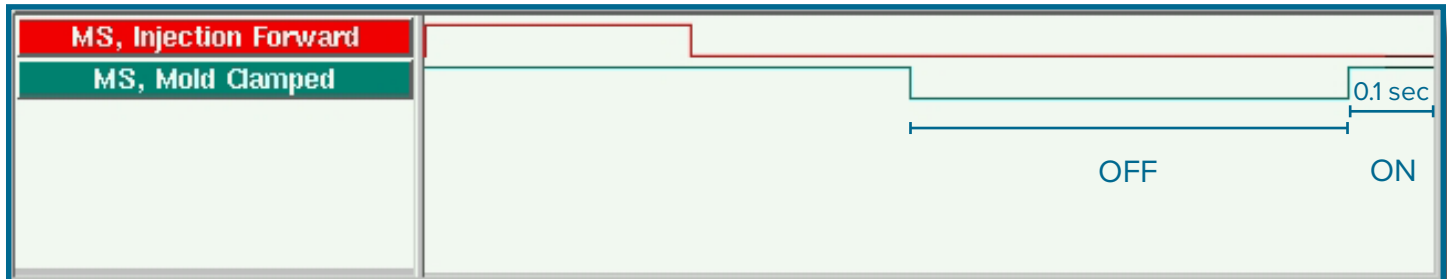 MS, Injection Forward
MS, Mold Clamped
0.1 sec
OFF
ON